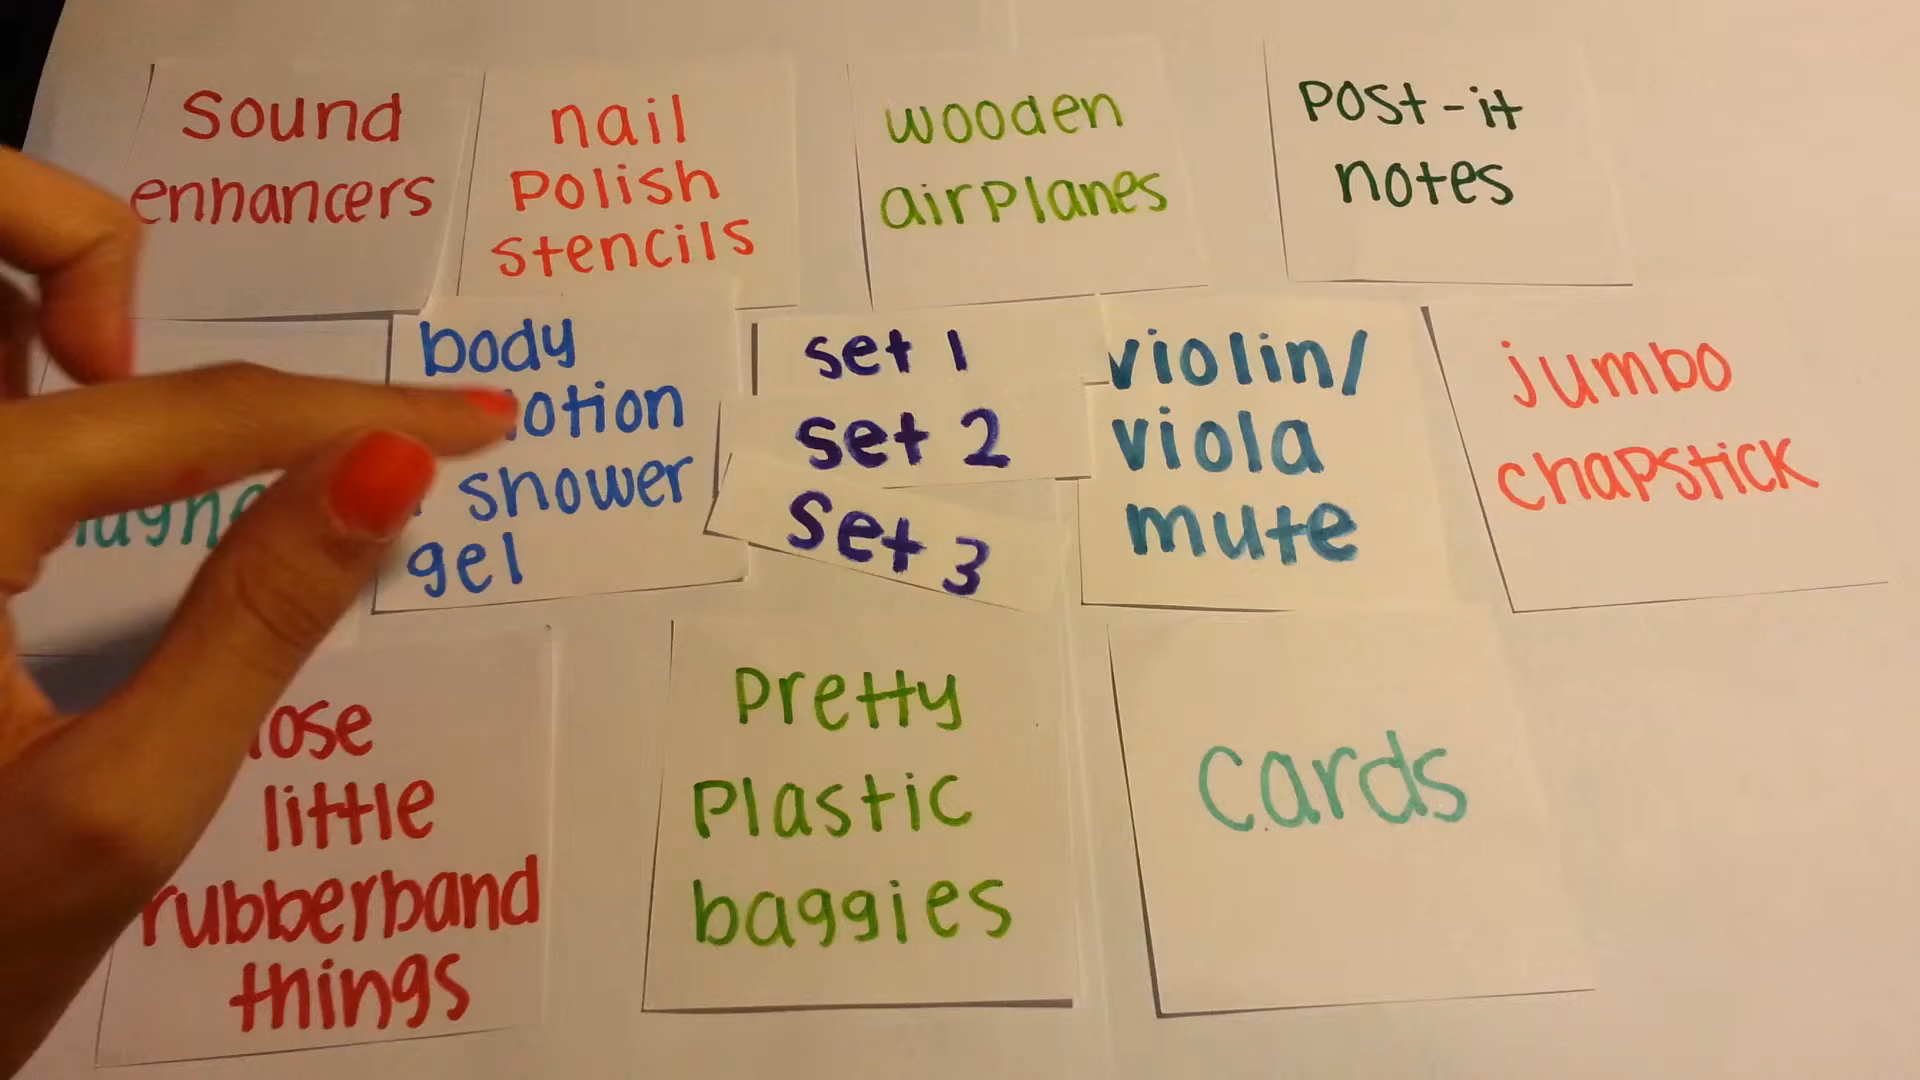 sound
enhancers
nail
polish
stencils
wooden
airplanes
post-it
notes
body
lotion
shower
gel
set 1
set 2
set 3
violin/
viola
mute
jumbo
chapstick
little
rubberband
things
pretty
plastic
baggies
cards